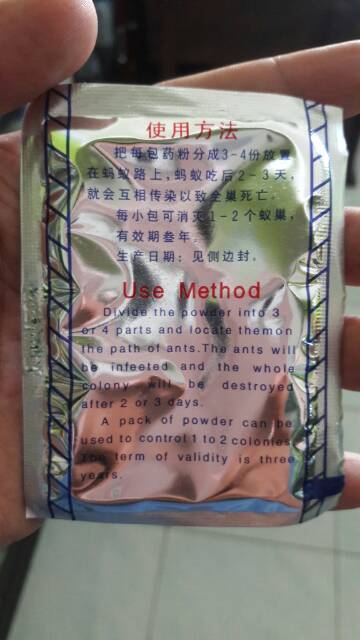 使用方法
把每包药粉分成3-4份放置
在蚂蚁路上,蚂蚁吃后2-3天,
就会互相传染以致全巢死亡.
每小包可消灭1-2个蚁巢,
有效期叁年.
生产日期:见侧边封.
Use Method
Divide the powder into 3
or 4 parts and locate themon
the path of ants.The ants will
be infeeted and the whole
colony will be destroyed
after 2 or 3 days.
A pack of powder can be
used to control 1 to 2 colonies
The term of validity is three
years.